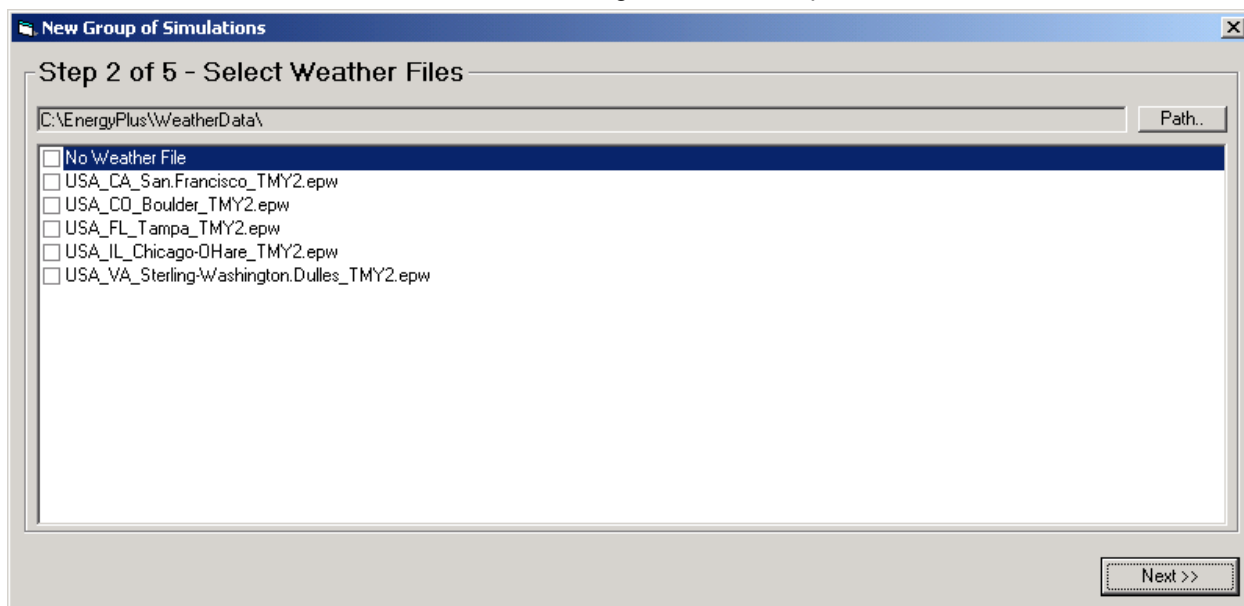 New Group of Simulations
Step 2 of 5 - Select Weather Files
C:\EnergyPlus\WeatherData\
Path..
No Weather File
USA_CA_San.Francisco_TMY2.epw
USA_CO_Boulder_TMY2.epw
USA_FL_Tampa_TMY2.epw
USA_IL_Chicago-OHare_TMY2.epw
USA_VA_Sterling-Washington.Dulles_TMY2.epw
Next >>